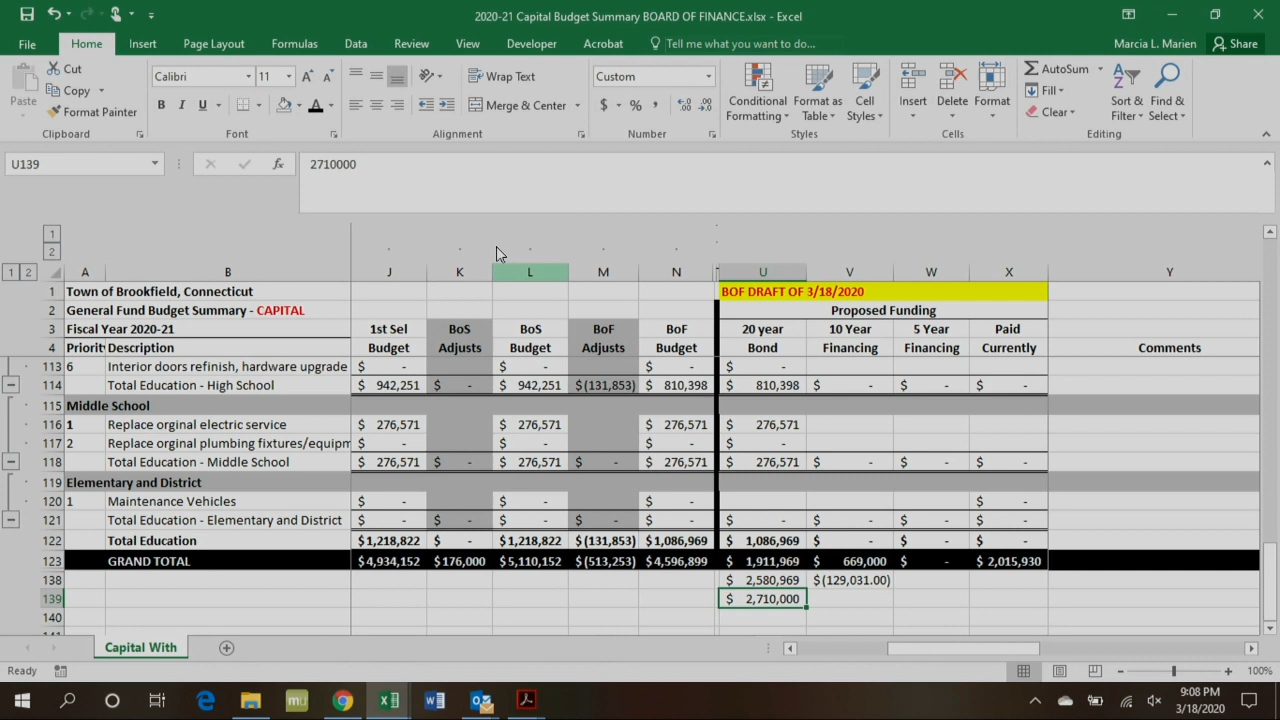 2020-21 Capital Budget Summary BOARD OF FINANCE.xlsx - Excel
File Home Insert Page Layout Formulas Data Review View Developer Acrobat Tell me what you want to do... Marcia L. Marien Share
Cut
Copy
Format Painter
Paste
Clipboard
Calibri 11
B I U
Font
Wrap Text
Merge & Center
Alignment
Custom
$ % ,
Number
Conditional Formatting
Format as Table
Cell Styles
Styles
Insert Delete Format
Cells
AutoSum
Fill
Clear
Sort & Filter
Find & Select
Editing
U139 fx 2710000
1
2
1 2 A B J K L M N U V W X Y
1 Town of Brookfield, Connecticut BOF DRAFT OF 3/18/2020
2 General Fund Budget Summary - CAPITAL Proposed Funding
3 Fiscal Year 2020-21 1st Sel BoS BoS BoF BoF 20 year 10 Year 5 Year Paid
4 Priorit Description Budget Adjusts Budget Adjusts Budget Bond Financing Financing Currently Comments
113 6 Interior doors refinish, hardware upgrade $ - $ - $ - $ -
114 Total Education - High School $ 942,251 $ - $ 942,251 $ (131,853) $ 810,398 $ 810,398 $ - $ - $ -
115 Middle School
116 1 Replace orginal electric service $ 276,571 $ 276,571 $ 276,571 $ 276,571
117 2 Replace orginal plumbing fixtures/equipm $ - $ - $ - $ -
118 Total Education - Middle School $ 276,571 $ - $ 276,571 $ - $ 276,571 $ 276,571 $ - $ - $ -
119 Elementary and District
120 1 Maintenance Vehicles $ - $ - $ - $ -
121 Total Education - Elementary and District $ - $ - $ - $ - $ - $ - $ - $ - $ -
122 Total Education $1,218,822 $ - $1,218,822 $ (131,853) $1,086,969 $ 1,086,969 $ - $ - $ -
123 GRAND TOTAL $4,934,152 $176,000 $5,110,152 $ (513,253) $4,596,899 $ 1,911,969 $ 669,000 $ - $ 2,015,930
138 $ 2,580,969 $(129,031.00)
139 $ 2,710,000
140
Capital With
Ready 100%
mu
9:08 PM
3/18/2020